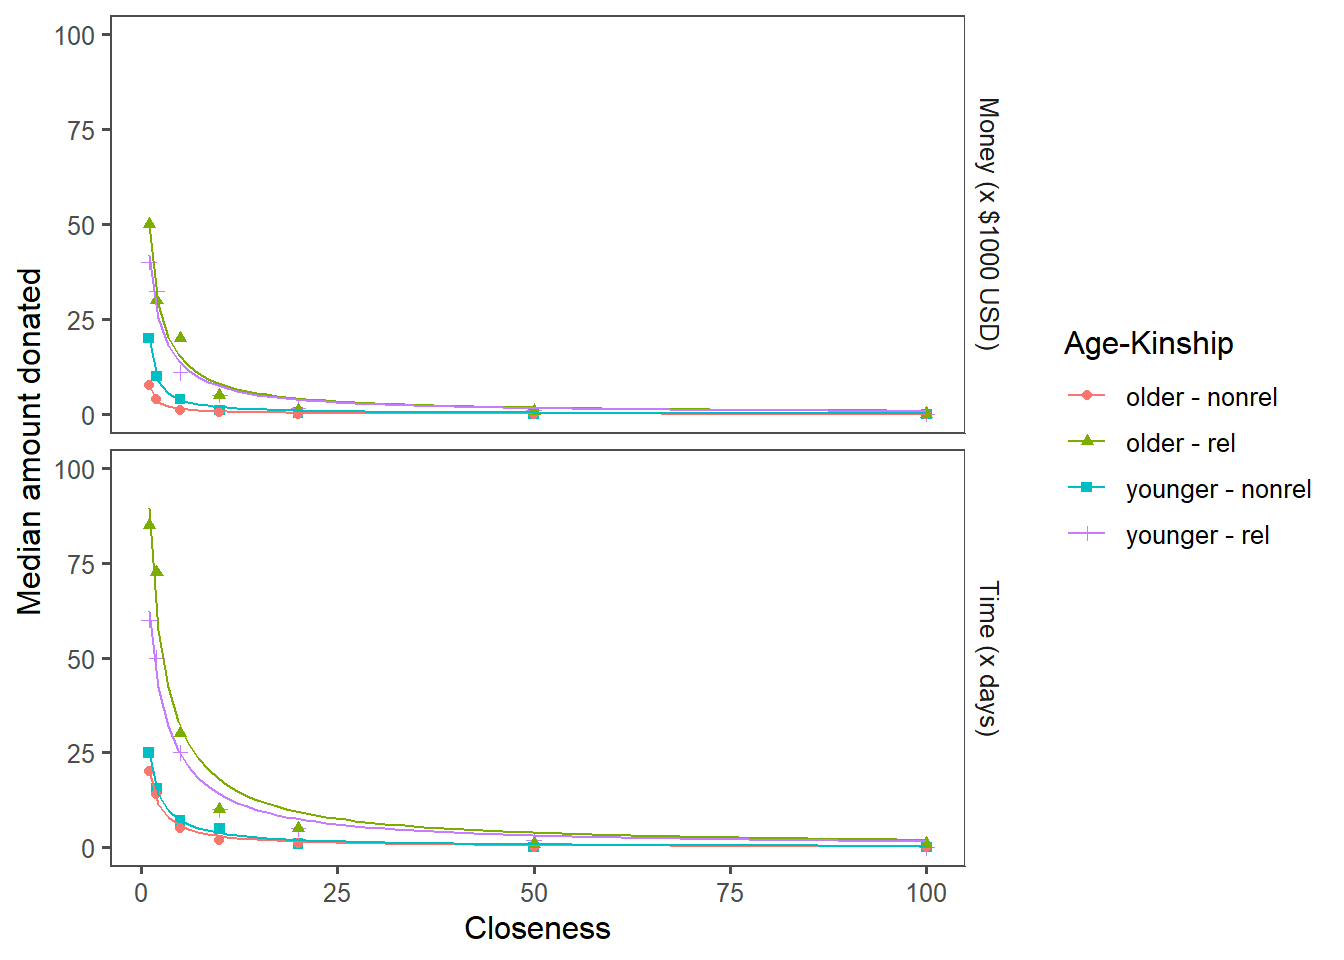 100
75
50
25
0
Money (x $1000 USD)
100
75
50
25
0
Time (x days)
0 25 50 75 100
Closeness
Median amount donated
Age-Kinship
older - nonrel
older - rel
younger - nonrel
younger - rel